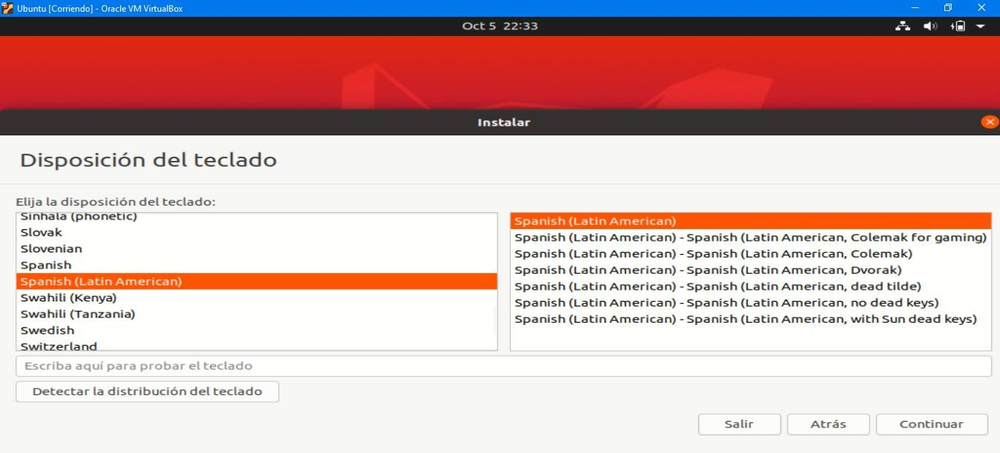 Ubuntu [Corriendo] - Oracle VM VirtualBox
Oct 5 22:33
Instalar
Disposición del teclado
Elija la disposición del teclado:
Sinhala (phonetic)
Slovak
Slovenian
Spanish
Spanish (Latin American)
Swahili (Kenya)
Swahili (Tanzania)
Swedish
Switzerland
Spanish (Latin American)
Spanish (Latin American) - Spanish (Latin American, Colemak for gaming)
Spanish (Latin American) - Spanish (Latin American, Colemak)
Spanish (Latin American) - Spanish (Latin American, Dvorak)
Spanish (Latin American) - Spanish (Latin American, dead tilde)
Spanish (Latin American) - Spanish (Latin American, no dead keys)
Spanish (Latin American) - Spanish (Latin American, with Sun dead keys)
Escriba aquí para probar el teclado
Detectar la distribución del teclado
Salir
Atrás
Continuar